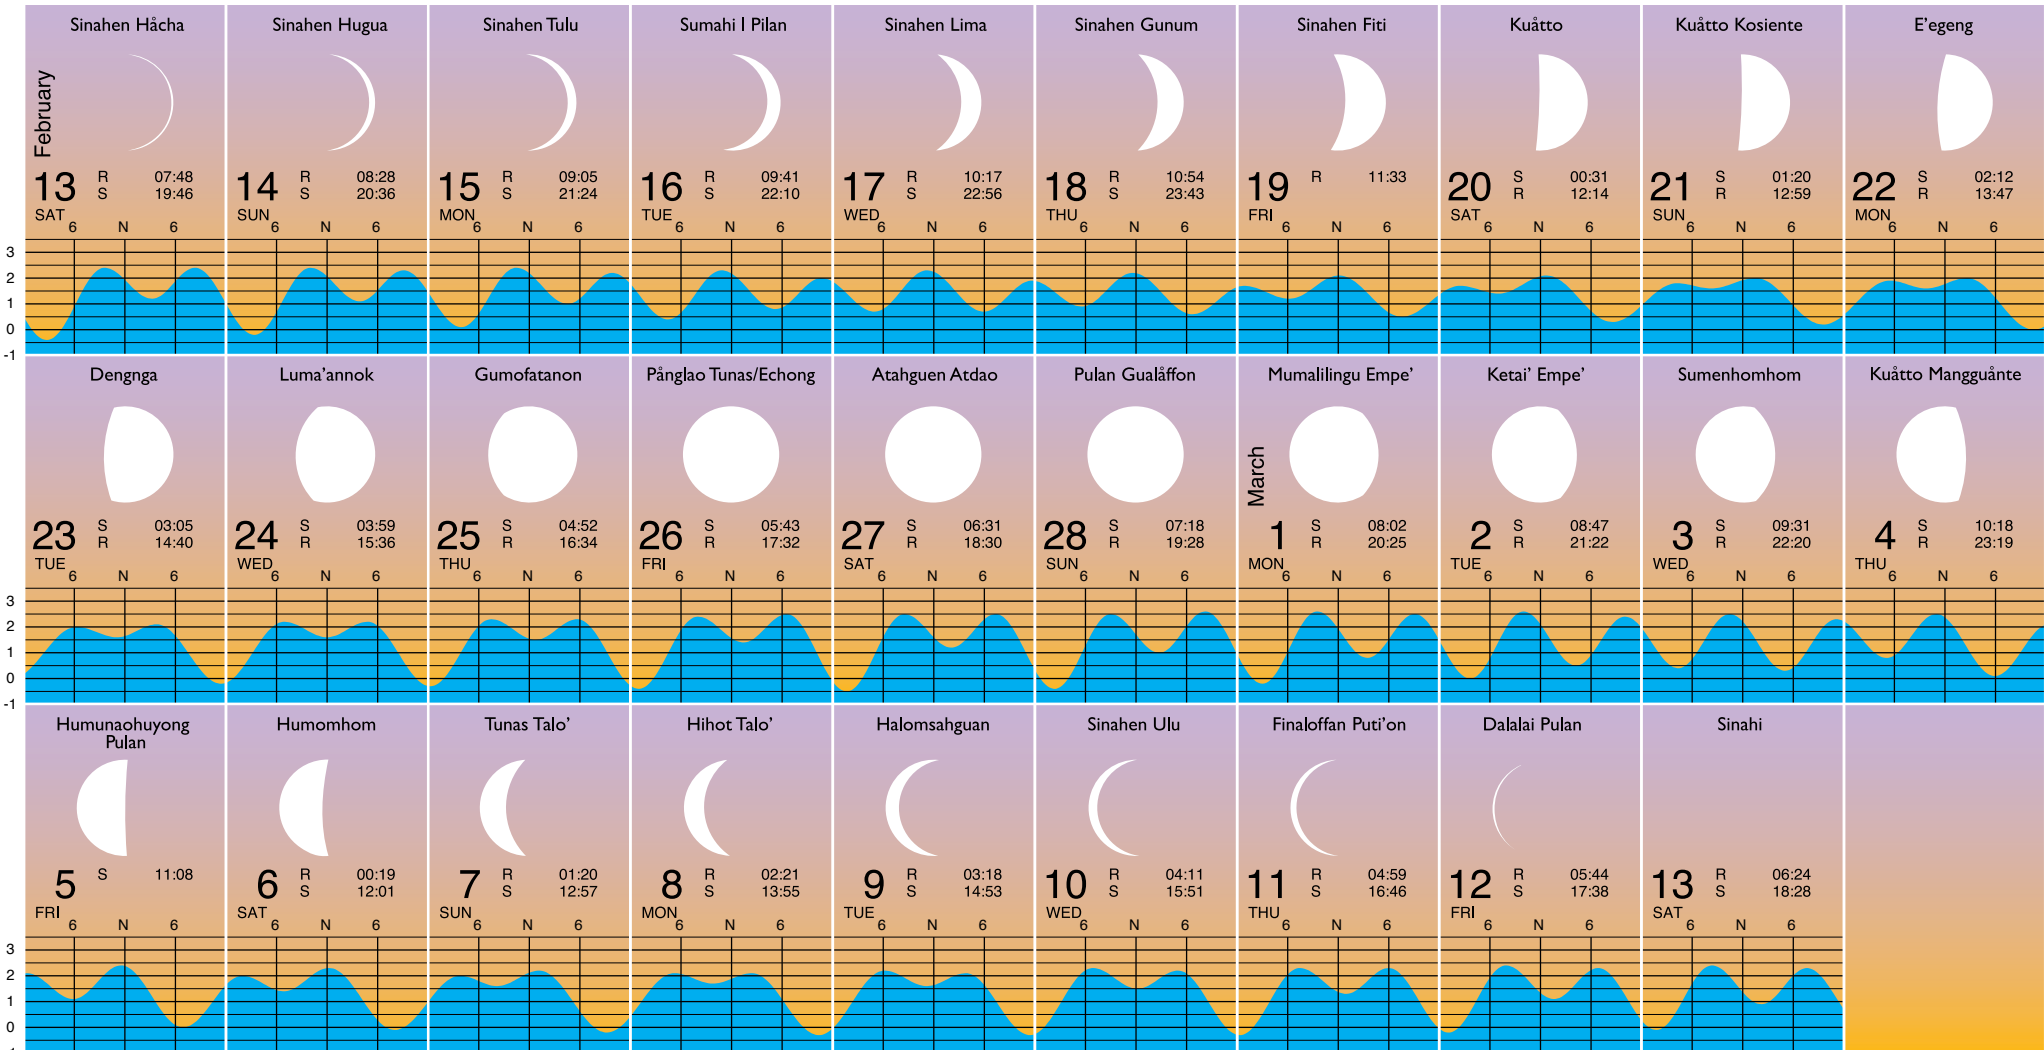 Sinahen Håcha
February
13 R 07:48
S 19:46
SAT
6 N 6
Sinahen Hugua
14 R 08:28
S 20:36
SUN
6 N 6
Sinahen Tulu
15 R 09:05
S 21:24
MON
6 N 6
Sumahi I Pilan
16 R 09:41
S 22:10
TUE
6 N 6
Sinahen Lima
17 R 10:17
S 22:56
WED
6 N 6
Sinahen Gunum
18 R 10:54
S 23:43
THU
6 N 6
Sinahen Fiti
19 R 11:33
FRI
6 N 6
Kuåtto
20 S 00:31
R 12:14
SAT
6 N 6
Kuåtto Kosiente
21 S 01:20
R 12:59
SUN
6 N 6
E'egeng
22 S 02:12
R 13:47
MON
6 N 6
3
2
1
0
-1
Dengnga
23 S 03:05
R 14:40
TUE
6 N 6
Luma'annok
24 S 03:59
R 15:36
WED
6 N 6
Gumofatanon
25 S 04:52
R 16:34
THU
6 N 6
Pånglao Tunas/Echong
26 S 05:43
R 17:32
FRI
6 N 6
Atahguen Atdao
27 S 06:31
R 18:30
SAT
6 N 6
Pulan Gualåffon
28 S 07:18
R 19:28
SUN
6 N 6
Mumalilingu Empe'
March
1 S 08:02
R 20:25
MON
6 N 6
Ketai' Empe'
2 S 08:47
R 21:22
TUE
6 N 6
Sumenhomhom
3 S 09:31
R 22:20
WED
6 N 6
Kuåtto Mangguånte
4 S 10:18
R 23:19
THU
6 N 6
3
2
1
0
-1
Humunaohuyong
Pulan
5 S 11:08
FRI
6 N 6
Humomhom
6 R 00:19
S 12:01
SAT
6 N 6
Tunas Talo'
7 R 01:20
S 12:57
SUN
6 N 6
Hihot Talo'
8 R 02:21
S 13:55
MON
6 N 6
Halomsahguan
9 R 03:18
S 14:53
TUE
6 N 6
Sinahen Ulu
10 R 04:11
S 15:51
WED
6 N 6
Finaloffan Puti'on
11 R 04:59
S 16:46
THU
6 N 6
Dalalai Pulan
12 R 05:44
S 17:38
FRI
6 N 6
Sinahi
13 R 06:24
S 18:28
SAT
6 N 6
3
2
1
0